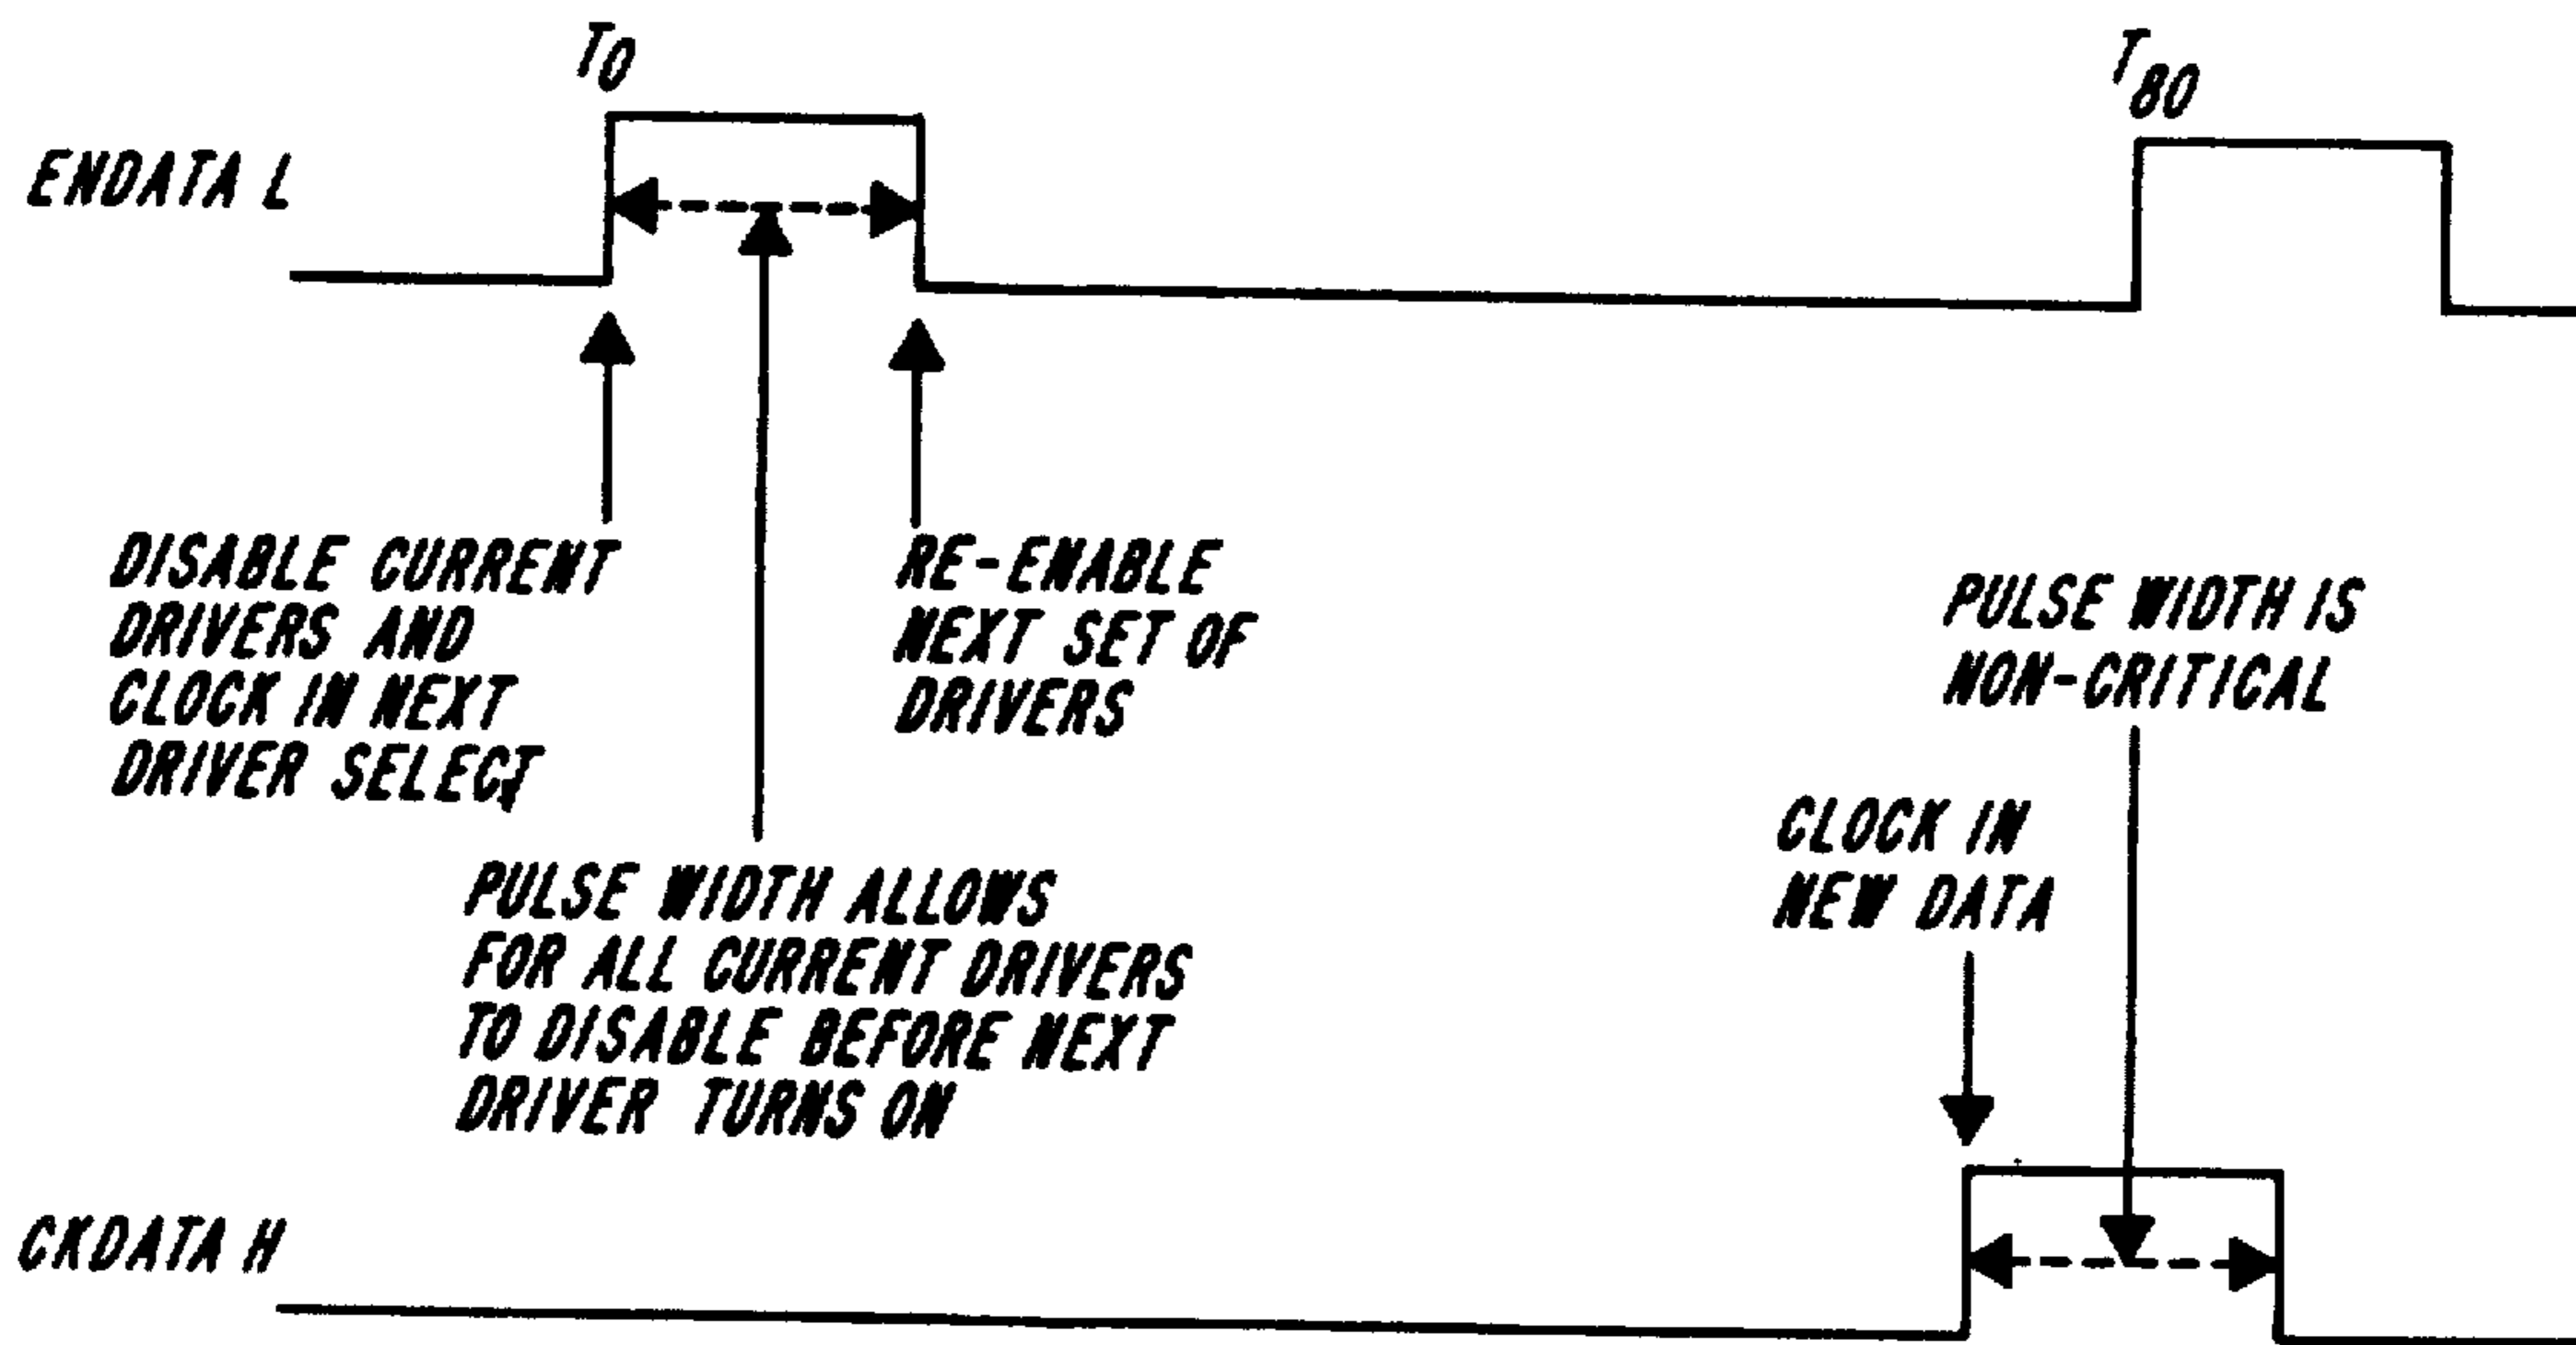 T0
T80
ENDATA L
DISABLE CURRENT
DRIVERS AND
CLOCK IN NEXT
DRIVER SELECT
RE-ENABLE
NEXT SET OF
DRIVERS
PULSE WIDTH IS
NON-CRITICAL
CLOCK IN
NEW DATA
PULSE WIDTH ALLOWS
FOR ALL CURRENT DRIVERS
TO DISABLE BEFORE NEXT
DRIVER TURNS ON
CKDATA H